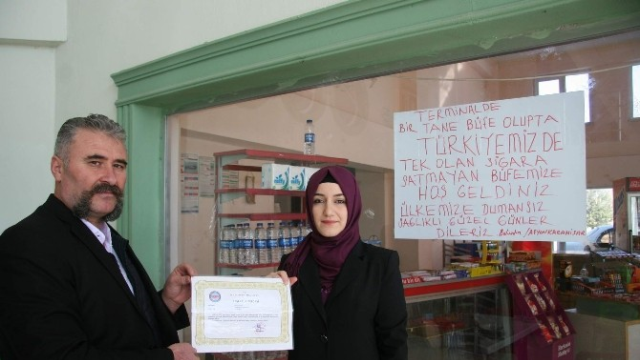 TERMİNALDE
BİR TANE BÜFE OLUPTA
TÜRKİYEMİZDE
TEK OLAN SİGARA
SATMAYAN BÜFEMİZE
HOŞ GELDİNİZ
ÜLKEMİZE DUMANSIZ
SAĞLIKLI GÜZEL GÜNLER
DİLERİZ